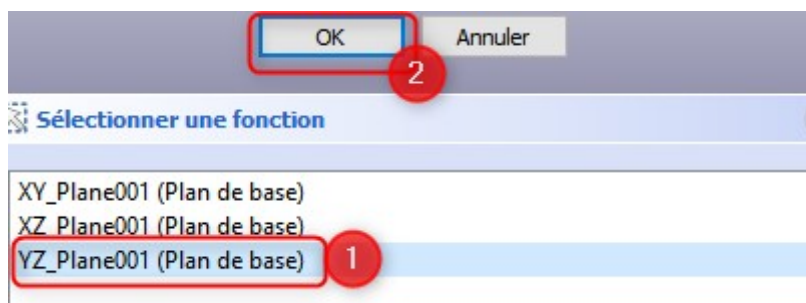 OK Annuler
2
Sélectionner une fonction
XY_Plane001 (Plan de base)
XZ_Plane001 (Plan de base)
YZ_Plane001 (Plan de base) 1